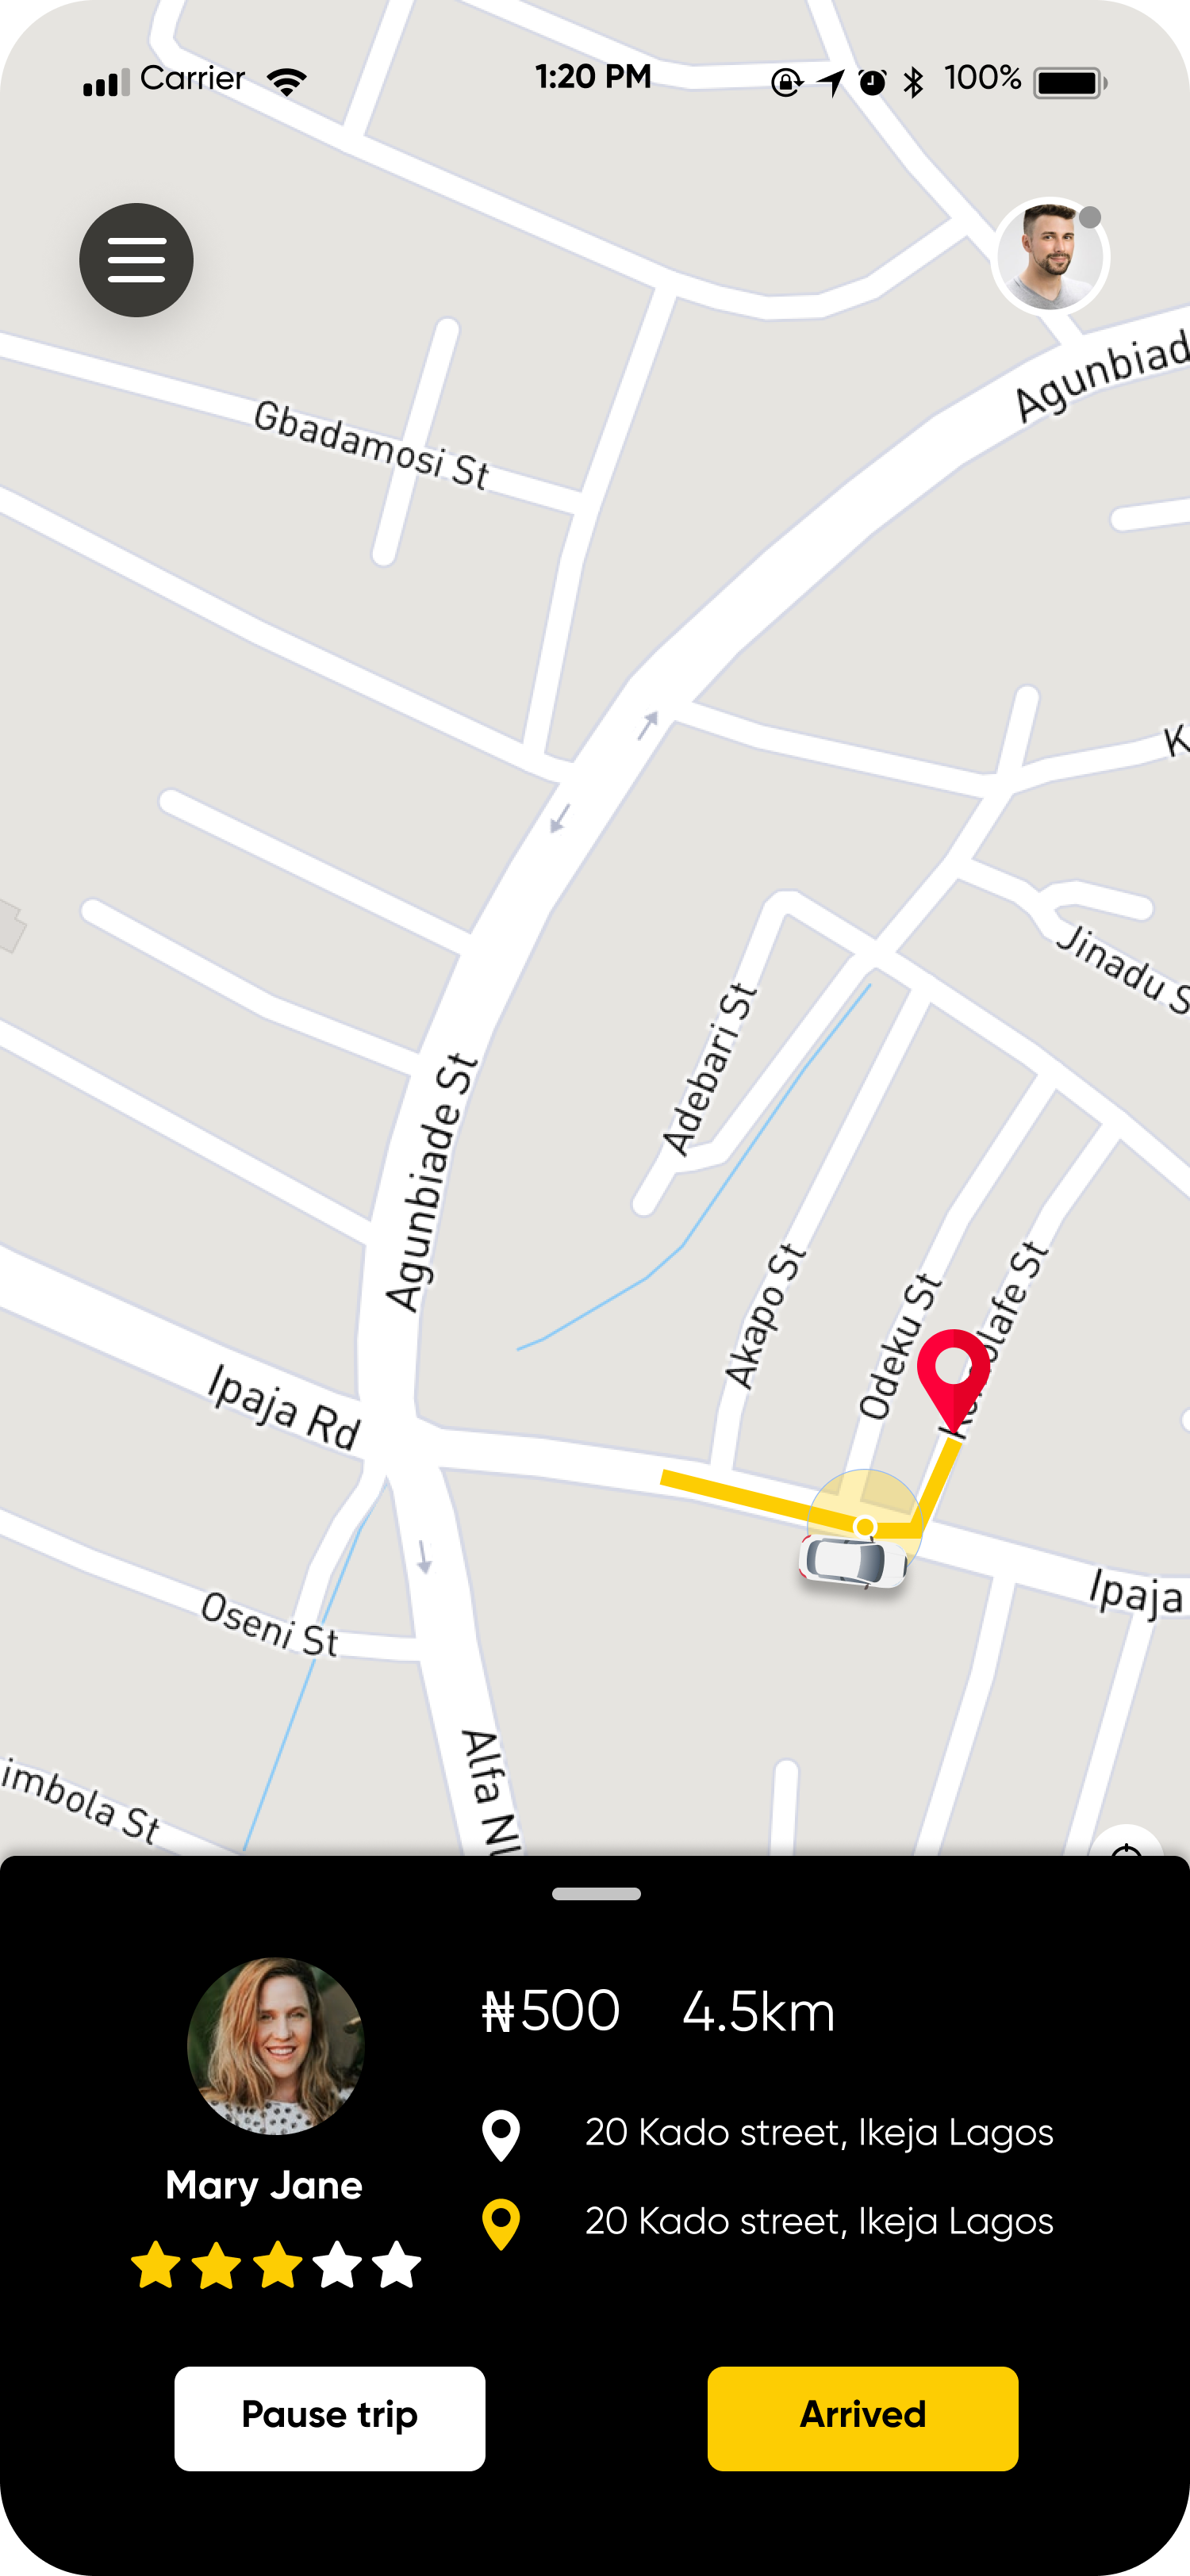 Carrier 1:20 PM 100%
Agunbiad
Gbadamosi St
K
Jinadu S
Adebari St
Agunbiade St
Akapo St
Odeku St
Ipaja Rd
Ipaja
Oseni St
Alfa
imbola St
₦500 4.5km
20 Kado street, Ikeja Lagos
Mary Jane
20 Kado street, Ikeja Lagos
Pause trip
Arrived